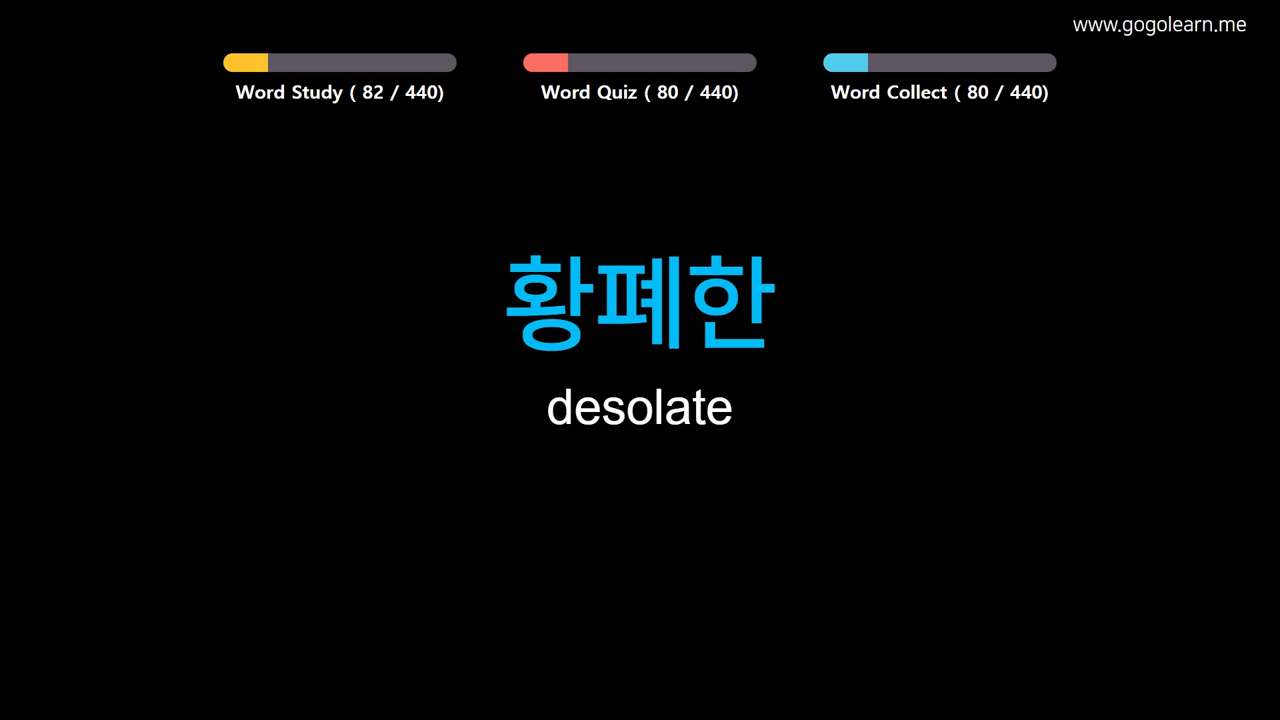 www.gogolearn.me
Word Study ( 82 / 440)
Word Quiz ( 80 / 440)
Word Collect ( 80 / 440)
황폐한
desolate